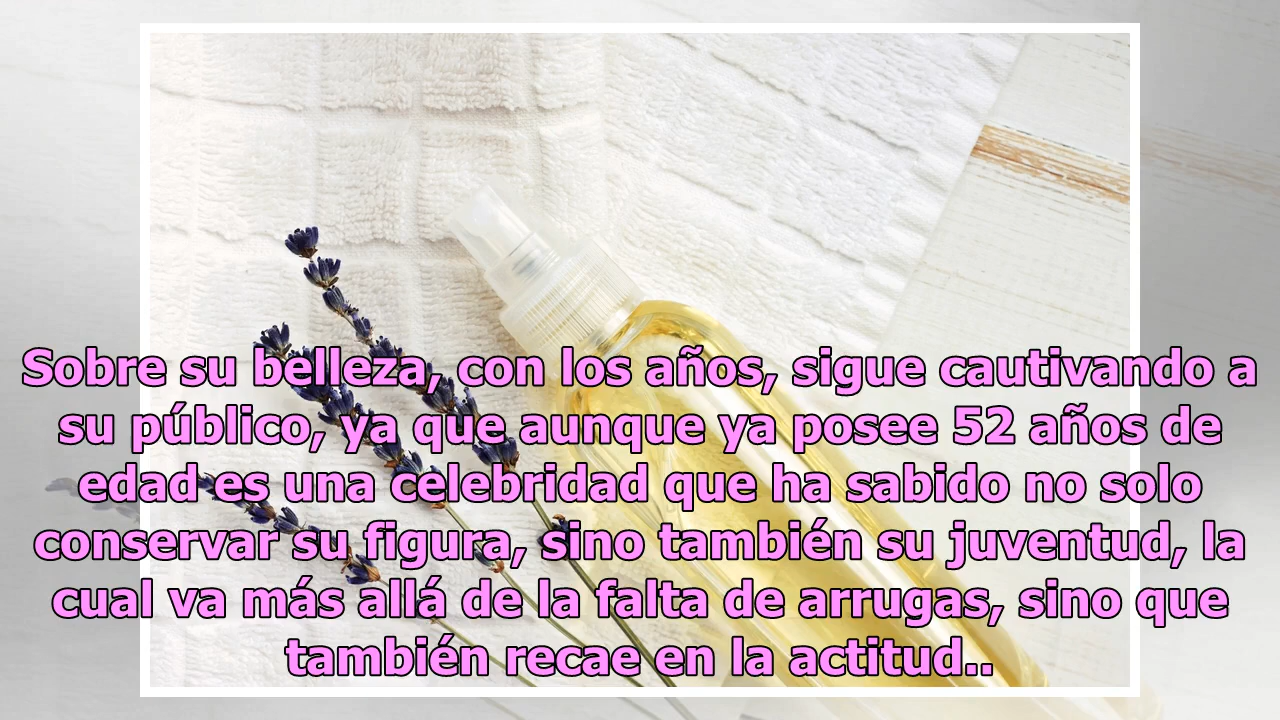 Sobre su belleza, con los años, sigue cautivando a
su público, ya que aunque ya posee 52 años de
edad es una celebridad que ha sabido no solo
conservar su figura, sino también su juventud, la
cual va más allá de la falta de arrugas, sino que
también recae en la actitud..